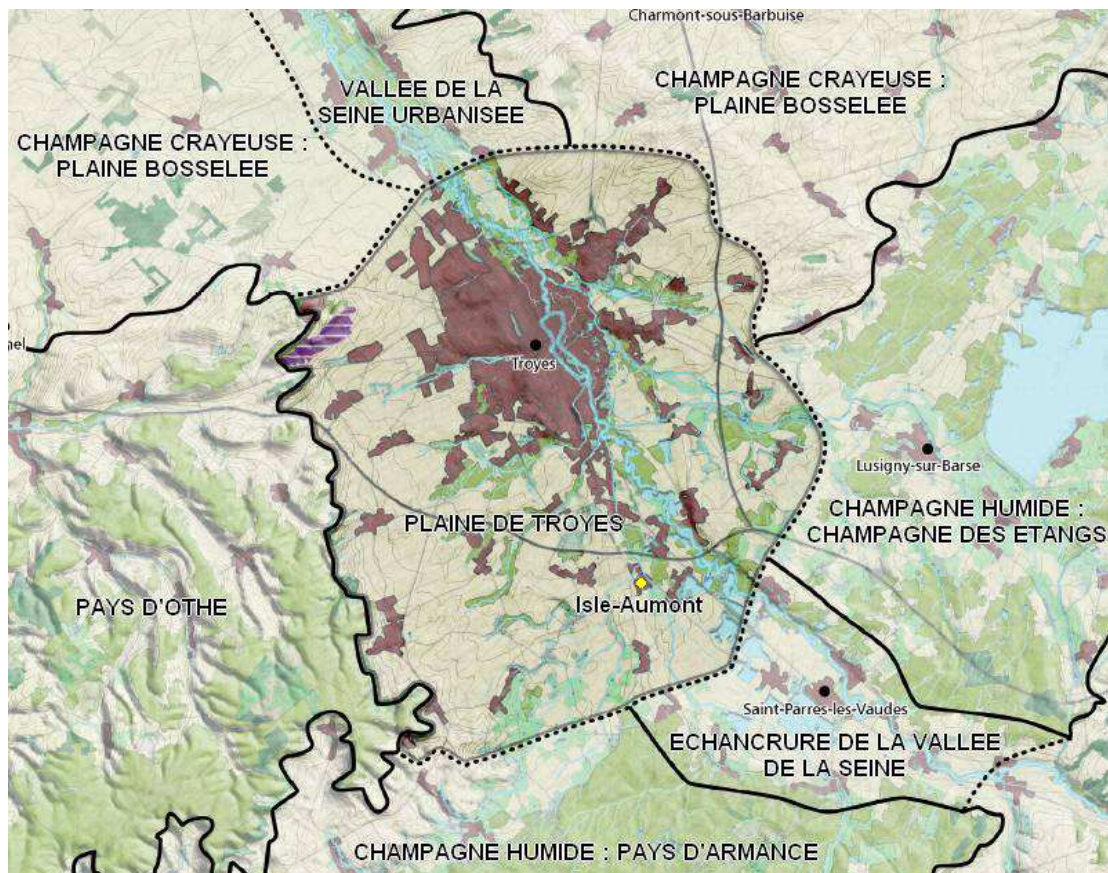 Charmont-sous-Barbuise
VALLEE DE LA
SEINE URBANISEE
CHAMPAGNE CRAYEUSE :
PLAINE BOSSELEE
CHAMPAGNE CRAYEUSE :
PLAINE BOSSELEE
nel
Troyes
Lusigny-sur-Barse
CHAMPAGNE HUMIDE :
CHAMPAGNE DES ETANGS
PLAINE DE TROYES
PAYS D'OTHE
Isle-Aumont
Saint-Parres-les-Vaudes
ECHANCRURE DE LA VALLEE
DE LA SEINE
CHAMPAGNE HUMIDE : PAYS D'ARMANCE